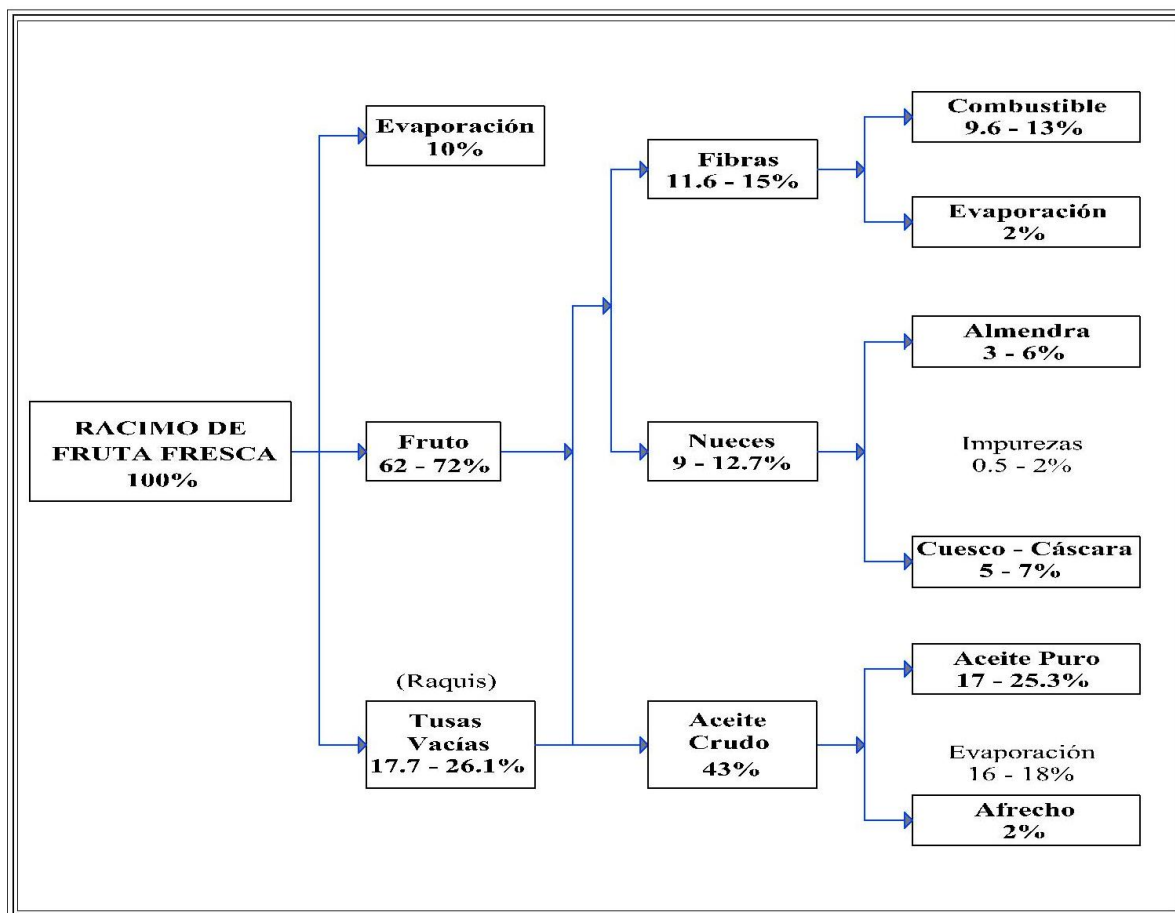 RACIMO DE
FRUTA FRESCA
100%
Evaporación
10%
Fruto
62 - 72%
(Raquis)
Tusas
Vacías
17.7 - 26.1%
Fibras
11.6 - 15%
Nueces
9 - 12.7%
Aceite
Crudo
43%
Combustible
9.6 - 13%
Evaporación
2%
Almendra
3 - 6%
Impurezas
0.5 - 2%
Cuesco - Cáscara
5 - 7%
Aceite Puro
17 - 25.3%
Evaporación
16 - 18%
Afrecho
2%